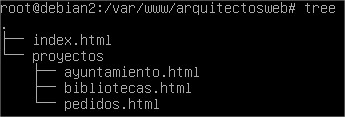 root@debian2:/var/www/arquitectosweb# tree
.
├── index.html
└── proyectos
    ├── ayuntamiento.html
    ├── bibliotecas.html
    └── pedidos.html